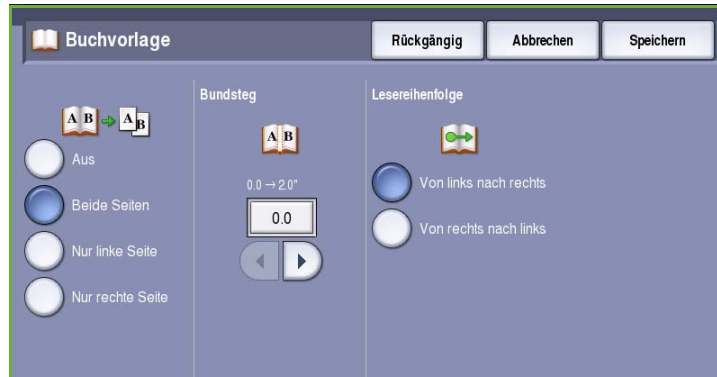 Buchvorlage
Rückgängig
Abbrechen
Speichern
A B A B
Aus
Beide Seiten
Nur linke Seite
Nur rechte Seite
Bundsteg
A B
0.0 → 2.0"
0.0
Lesereihenfolge
Von links nach rechts
Von rechts nach links